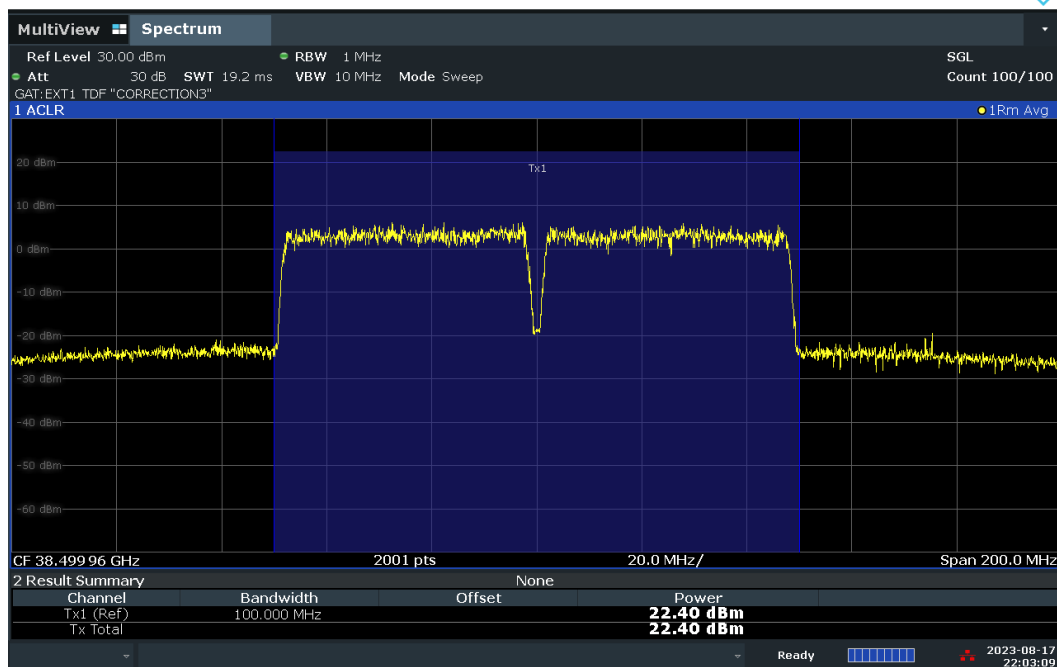 MultiView Spectrum
Ref Level 30.00 dBm RBW 1 MHz SGL
Att 30 dB SWT 19.2 ms VBW 10 MHz Mode Sweep Count 100/100
GAT:EXT1 TDF "CORRECTION3"
1 ACLR 1Rm Avg
Tx1
20 dBm
10 dBm
0 dBm
-10 dBm
-20 dBm
-30 dBm
-40 dBm
-50 dBm
-60 dBm
CF 38.49996 GHz 2001 pts 20.0 MHz/ Span 200.0 MHz
2 Result Summary None
Channel Bandwidth Offset Power
Tx1 (Ref) 100.000 MHz 22.40 dBm
Tx Total 22.40 dBm
Ready 2023-08-17
22:03:09